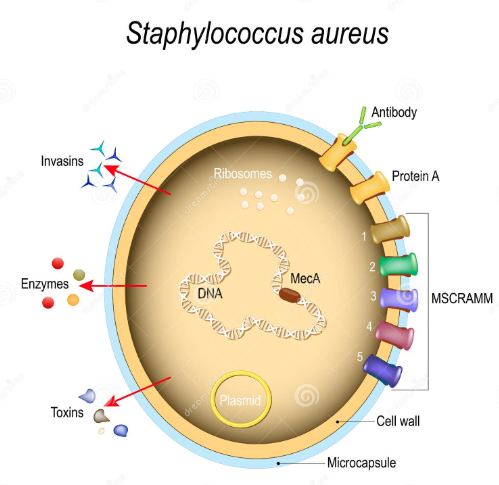 Staphylococcus aureus
Antibody
Invasins
Ribosomes
Protein A
1
2
MecA
Enzymes
DNA
3
MSCRAMM
4
5
Plasmid
Toxins
Cell wall
Microcapsule